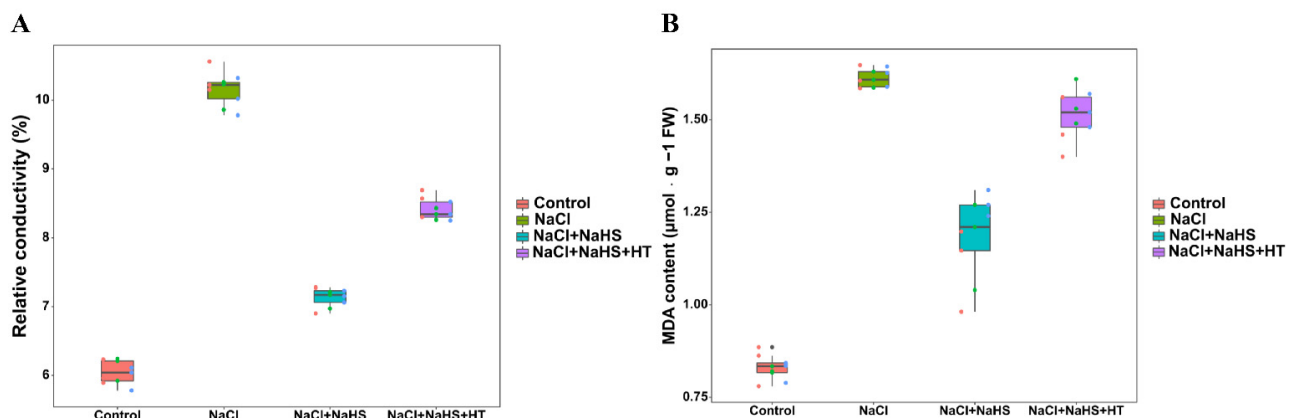 A
B
Relative conductivity (%)
10
9
8
7
6
Control
NaCl
NaCl+NaHS
NaCl+NaHS+HT
Control
NaCl
NaCl+NaHS
NaCl+NaHS+HT
MDA content (μmol · g −1 FW)
1.50
1.25
1.00
0.75
Control
NaCl
NaCl+NaHS
NaCl+NaHS+HT
Control
NaCl
NaCl+NaHS
NaCl+NaHS+HT